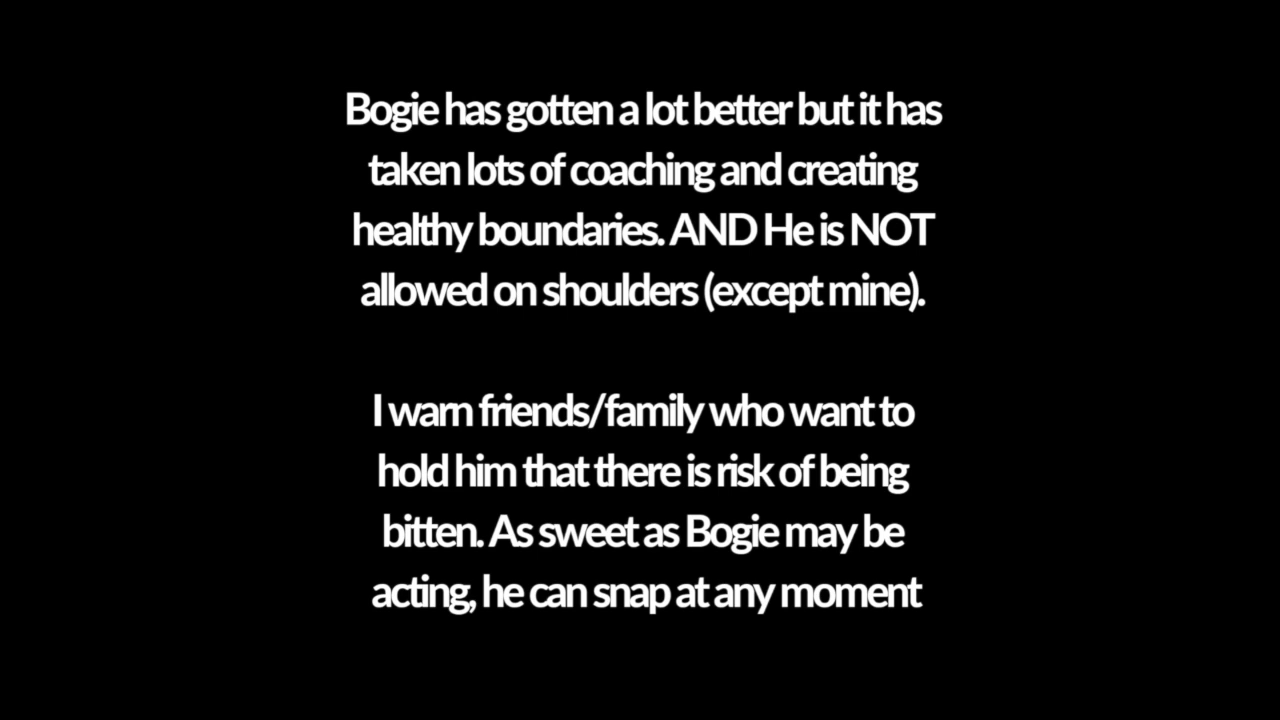 Bogie has gotten a lot better but it has
taken lots of coaching and creating
healthy boundaries. AND He is NOT
allowed on shoulders (except mine).
I warn friends/family who want to
hold him that there is risk of being
bitten. As sweet as Bogie may be
acting, he can snap at any moment